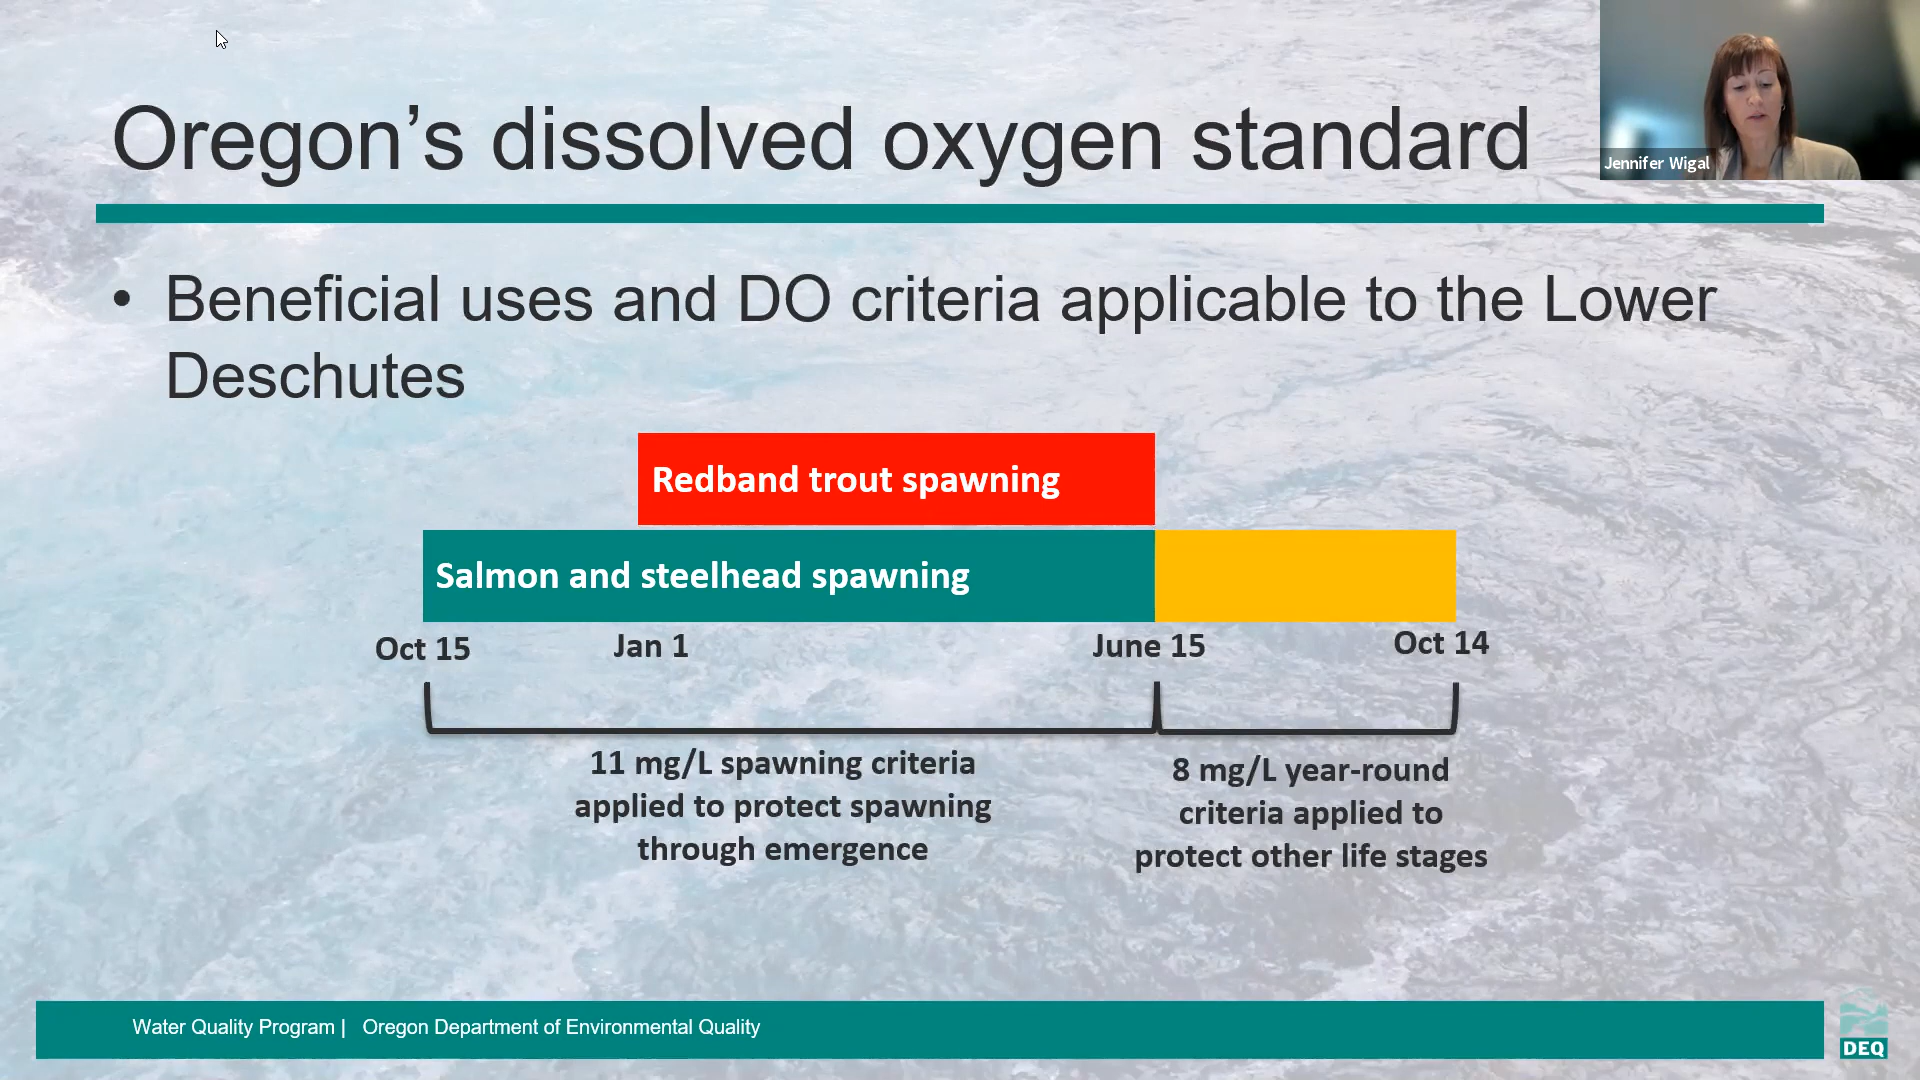 Oregon’s dissolved oxygen standard
Jennifer Wigal
• Beneficial uses and DO criteria applicable to the Lower
Deschutes
Redband trout spawning
Salmon and steelhead spawning
Oct 15
Jan 1
June 15
Oct 14
11 mg/L spawning criteria
applied to protect spawning
through emergence
8 mg/L year-round
criteria applied to
protect other life stages
Water Quality Program | Oregon Department of Environmental Quality
DEQ